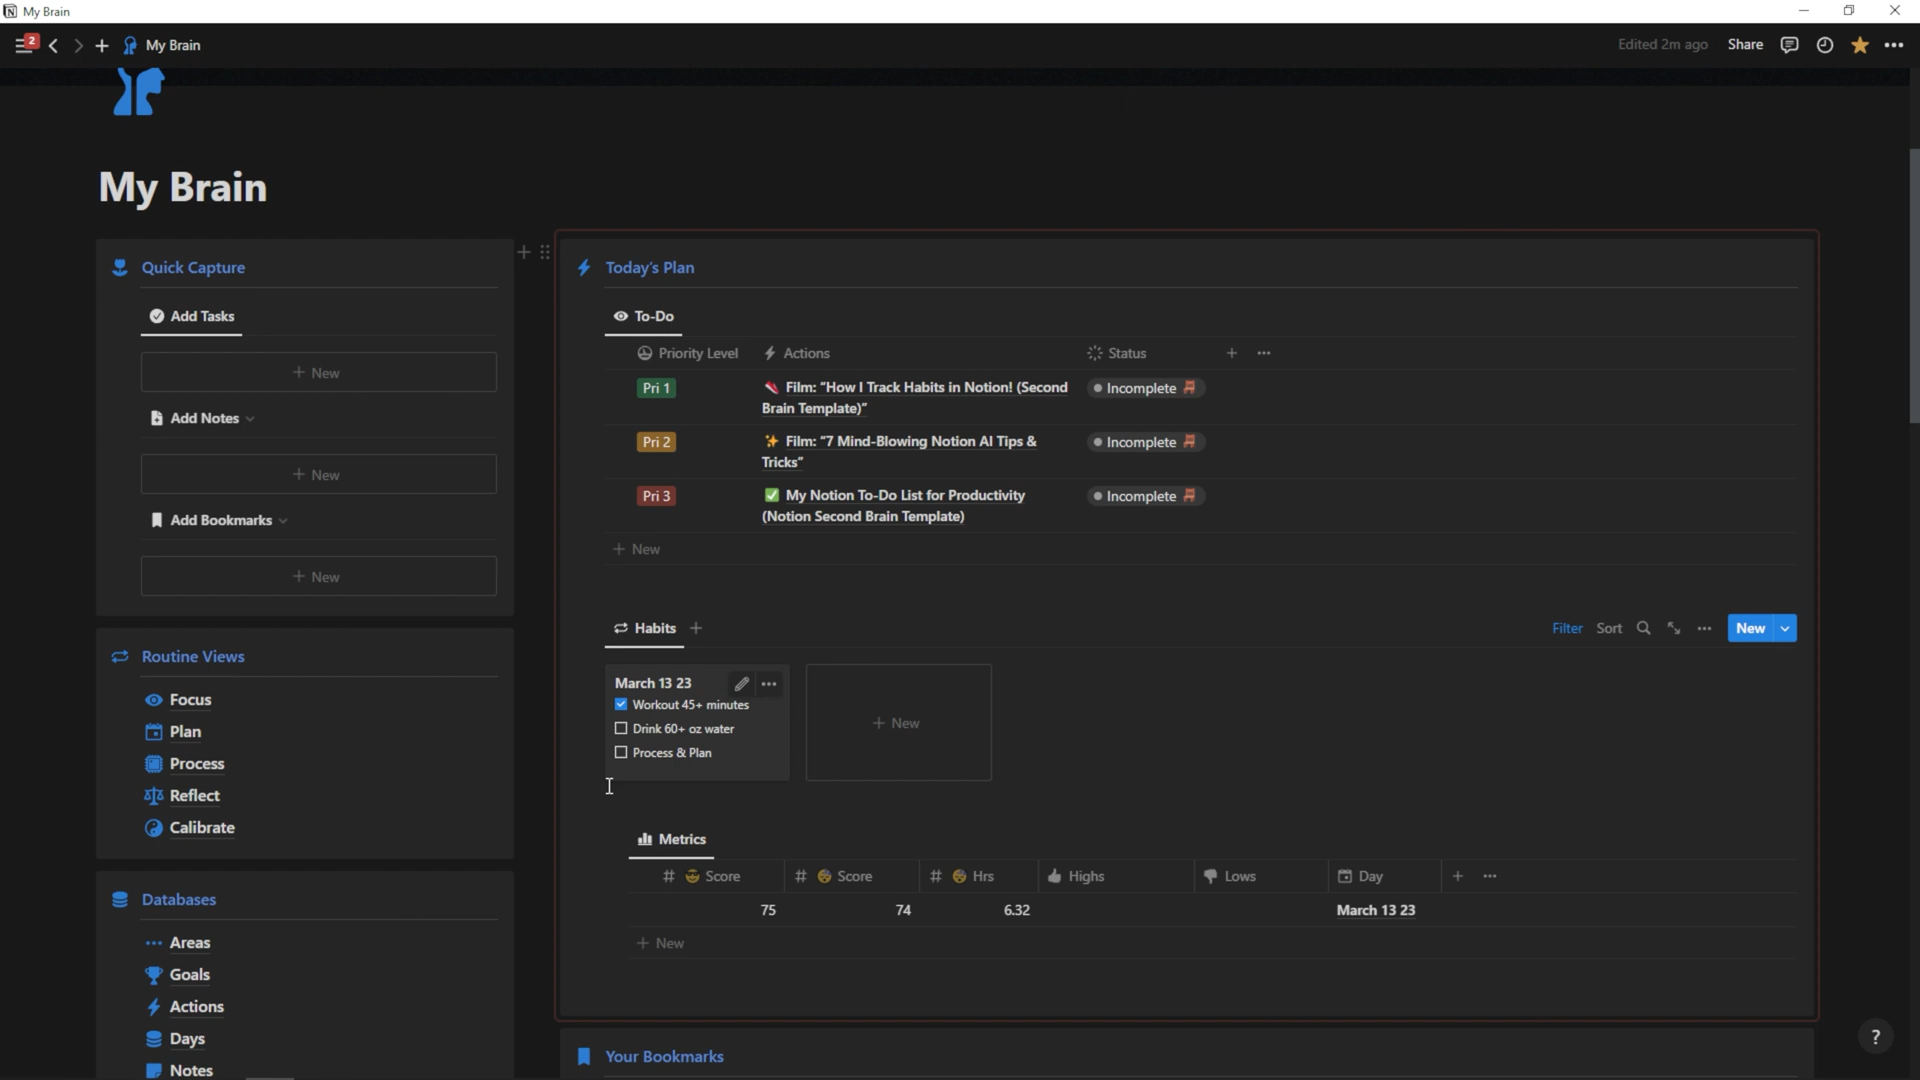 My Brain
2
My Brain
Edited 2m ago
Share
My Brain
Quick Capture
Add Tasks
New
Add Notes
New
Add Bookmarks
New
Routine Views
Focus
Plan
Process
Reflect
Calibrate
Databases
Areas
Goals
Actions
Days
Notes
Today's Plan
To-Do
Priority Level Actions Status
Pri 1 Film: "How I Track Habits in Notion! (Second Incomplete
Brain Template)"
Pri 2 Film: "7 Mind-Blowing Notion AI Tips & Incomplete
Tricks"
Pri 3 My Notion To-Do List for Productivity Incomplete
(Notion Second Brain Template)
New
Habits
Filter Sort New
March 13 23
Workout 45+ minutes
Drink 60+ oz water
Process & Plan
New
Metrics
# Score # Score # Hrs Highs Lows Day
75 74 6.32 March 13 23
New
Your Bookmarks
?